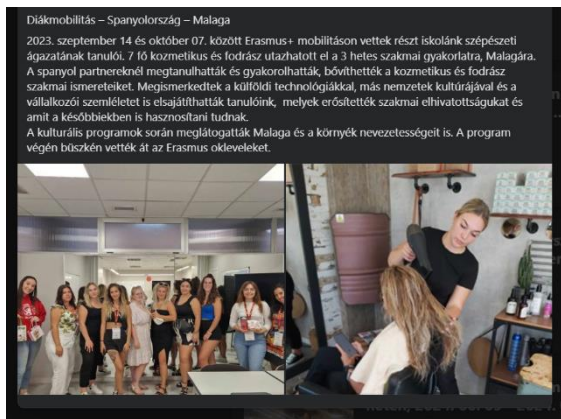 Diákmobilitás – Spanyolország – Malaga
2023. szeptember 14 és október 07. között Erasmus+ mobilitáson vettek részt iskolánk szépészeti
ágazatának tanulói. 7 fő kozmetikus és fodrász utazhatott el a 3 hetes szakmai gyakorlatra, Malagára.
A spanyol partnereknél megtanulhatták és gyakorolhatták, bővíthették a kozmetikus és fodrász
szakmai ismereteiket. Megismerkedtek a külföldi technológiákkal, más nemzetek kultúrájával és a
vállalkozói szemléletet is elsajátíthatták tanulóink, melyek erősítették szakmai elhivatottságukat és
amit a későbbiekben is hasznosítani tudnak.
A kulturális programok során meglátogatták Malaga és a környék nevezetességeit is. A program
végén büszkén vették át az Erasmus okleveleket.